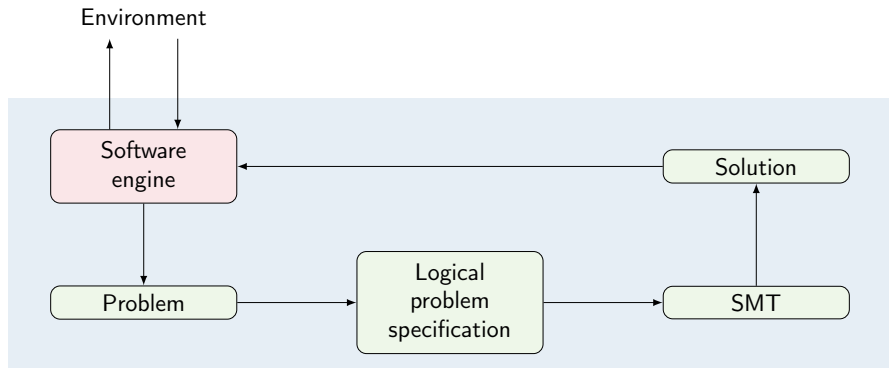 Environment
Software
engine
Solution
Problem
Logical
problem
specification
SMT